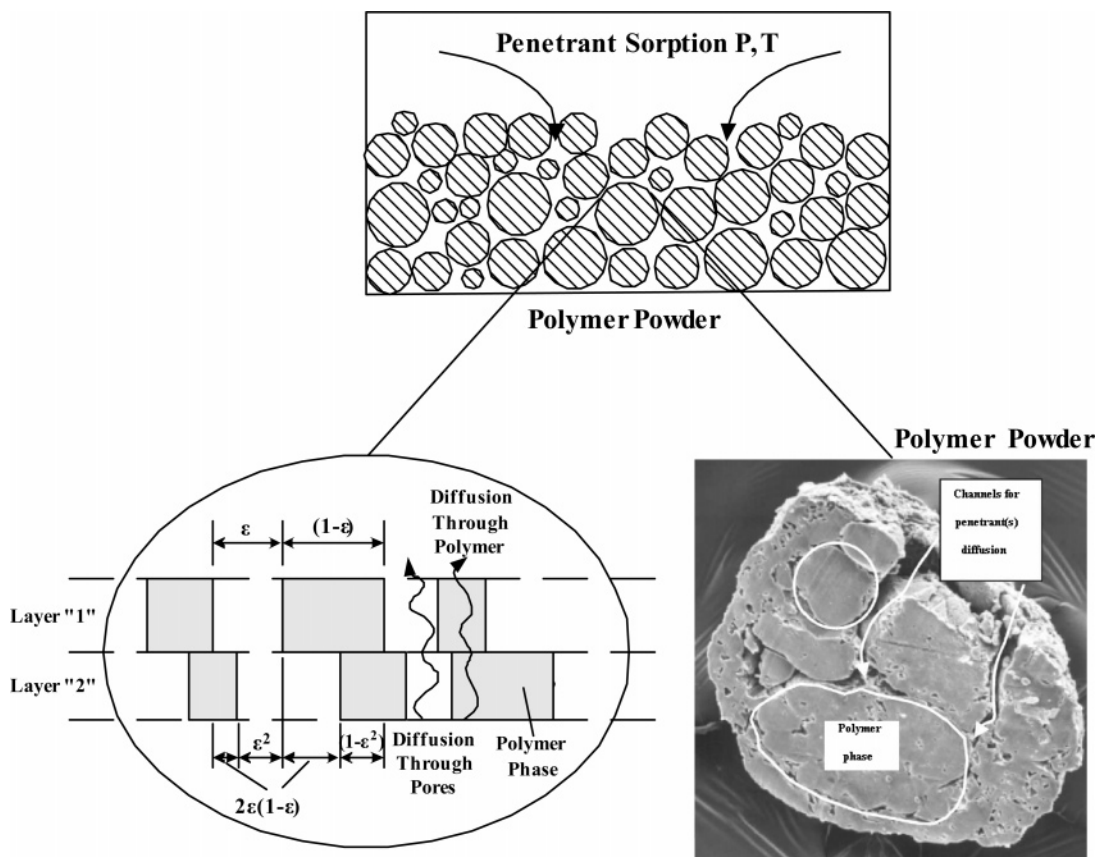 Penetrant Sorption P,T
Polymer Powder
Polymer Powder
Channels for
penetrant(s)
diffusion
Polymer
phase
Diffusion
Through
Polymer
ε
(1-ε)
Layer "1"
Layer "2"
ε²
(1-ε²)
2ε(1-ε)
Diffusion
Through
Pores
Polymer
Phase